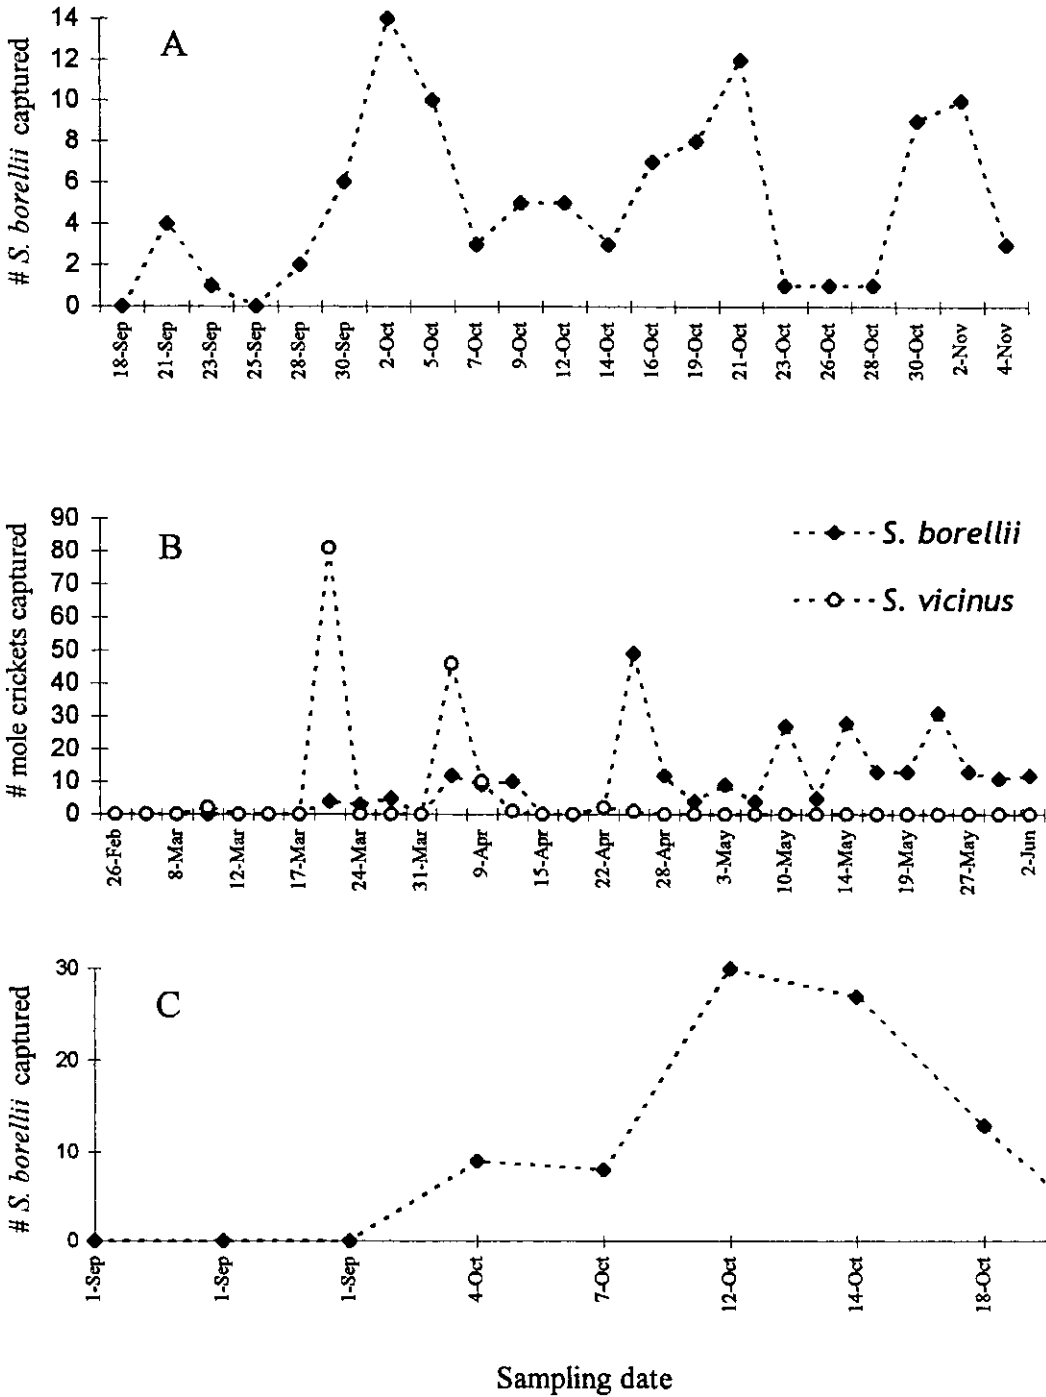 A
# S. borellii captured
14
12
10
8
6
4
2
0
18-Sep 21-Sep 23-Sep 25-Sep 28-Sep 30-Sep 2-Oct 5-Oct 7-Oct 9-Oct 12-Oct 14-Oct 16-Oct 19-Oct 21-Oct 23-Oct 26-Oct 28-Oct 30-Oct 2-Nov 4-Nov
B
# mole crickets captured
90
80
70
60
50
40
30
20
10
0
S. borellii
S. vicinus
26-Feb 8-Mar 12-Mar 17-Mar 24-Mar 31-Mar 9-Apr 15-Apr 22-Apr 28-Apr 3-May 10-May 14-May 19-May 27-May 2-Jun
C
# S. borellii captured
30
20
10
0
1-Sep 1-Sep 1-Sep 4-Oct 7-Oct 12-Oct 14-Oct 18-Oct
Sampling date